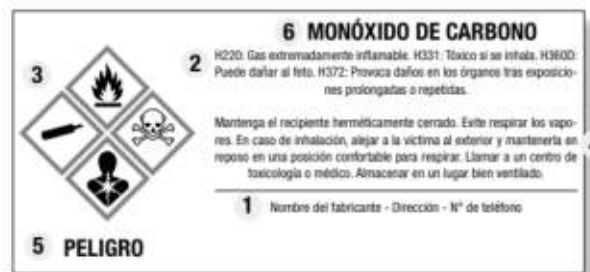 6 MONÓXIDO DE CARBONO
2 H220: Gas extremadamente inflamable. H331: Tóxico si se inhala. H360D:
Puede dañar al feto. H372: Provoca daños en los órganos tras exposicio-
nes prolongadas o repetidas.
3
Mantenga el recipiente herméticamente cerrado. Evite respirar los vapo-
res. En caso de inhalación, alejar a la víctima al exterior y mantenerla en
reposo en una posición confortable para respirar. Llamar a un centro de
toxicología o médico. Almacenar en un lugar bien ventilado.
1 Nombre del fabricante - Dirección - Nº de teléfono
5 PELIGRO